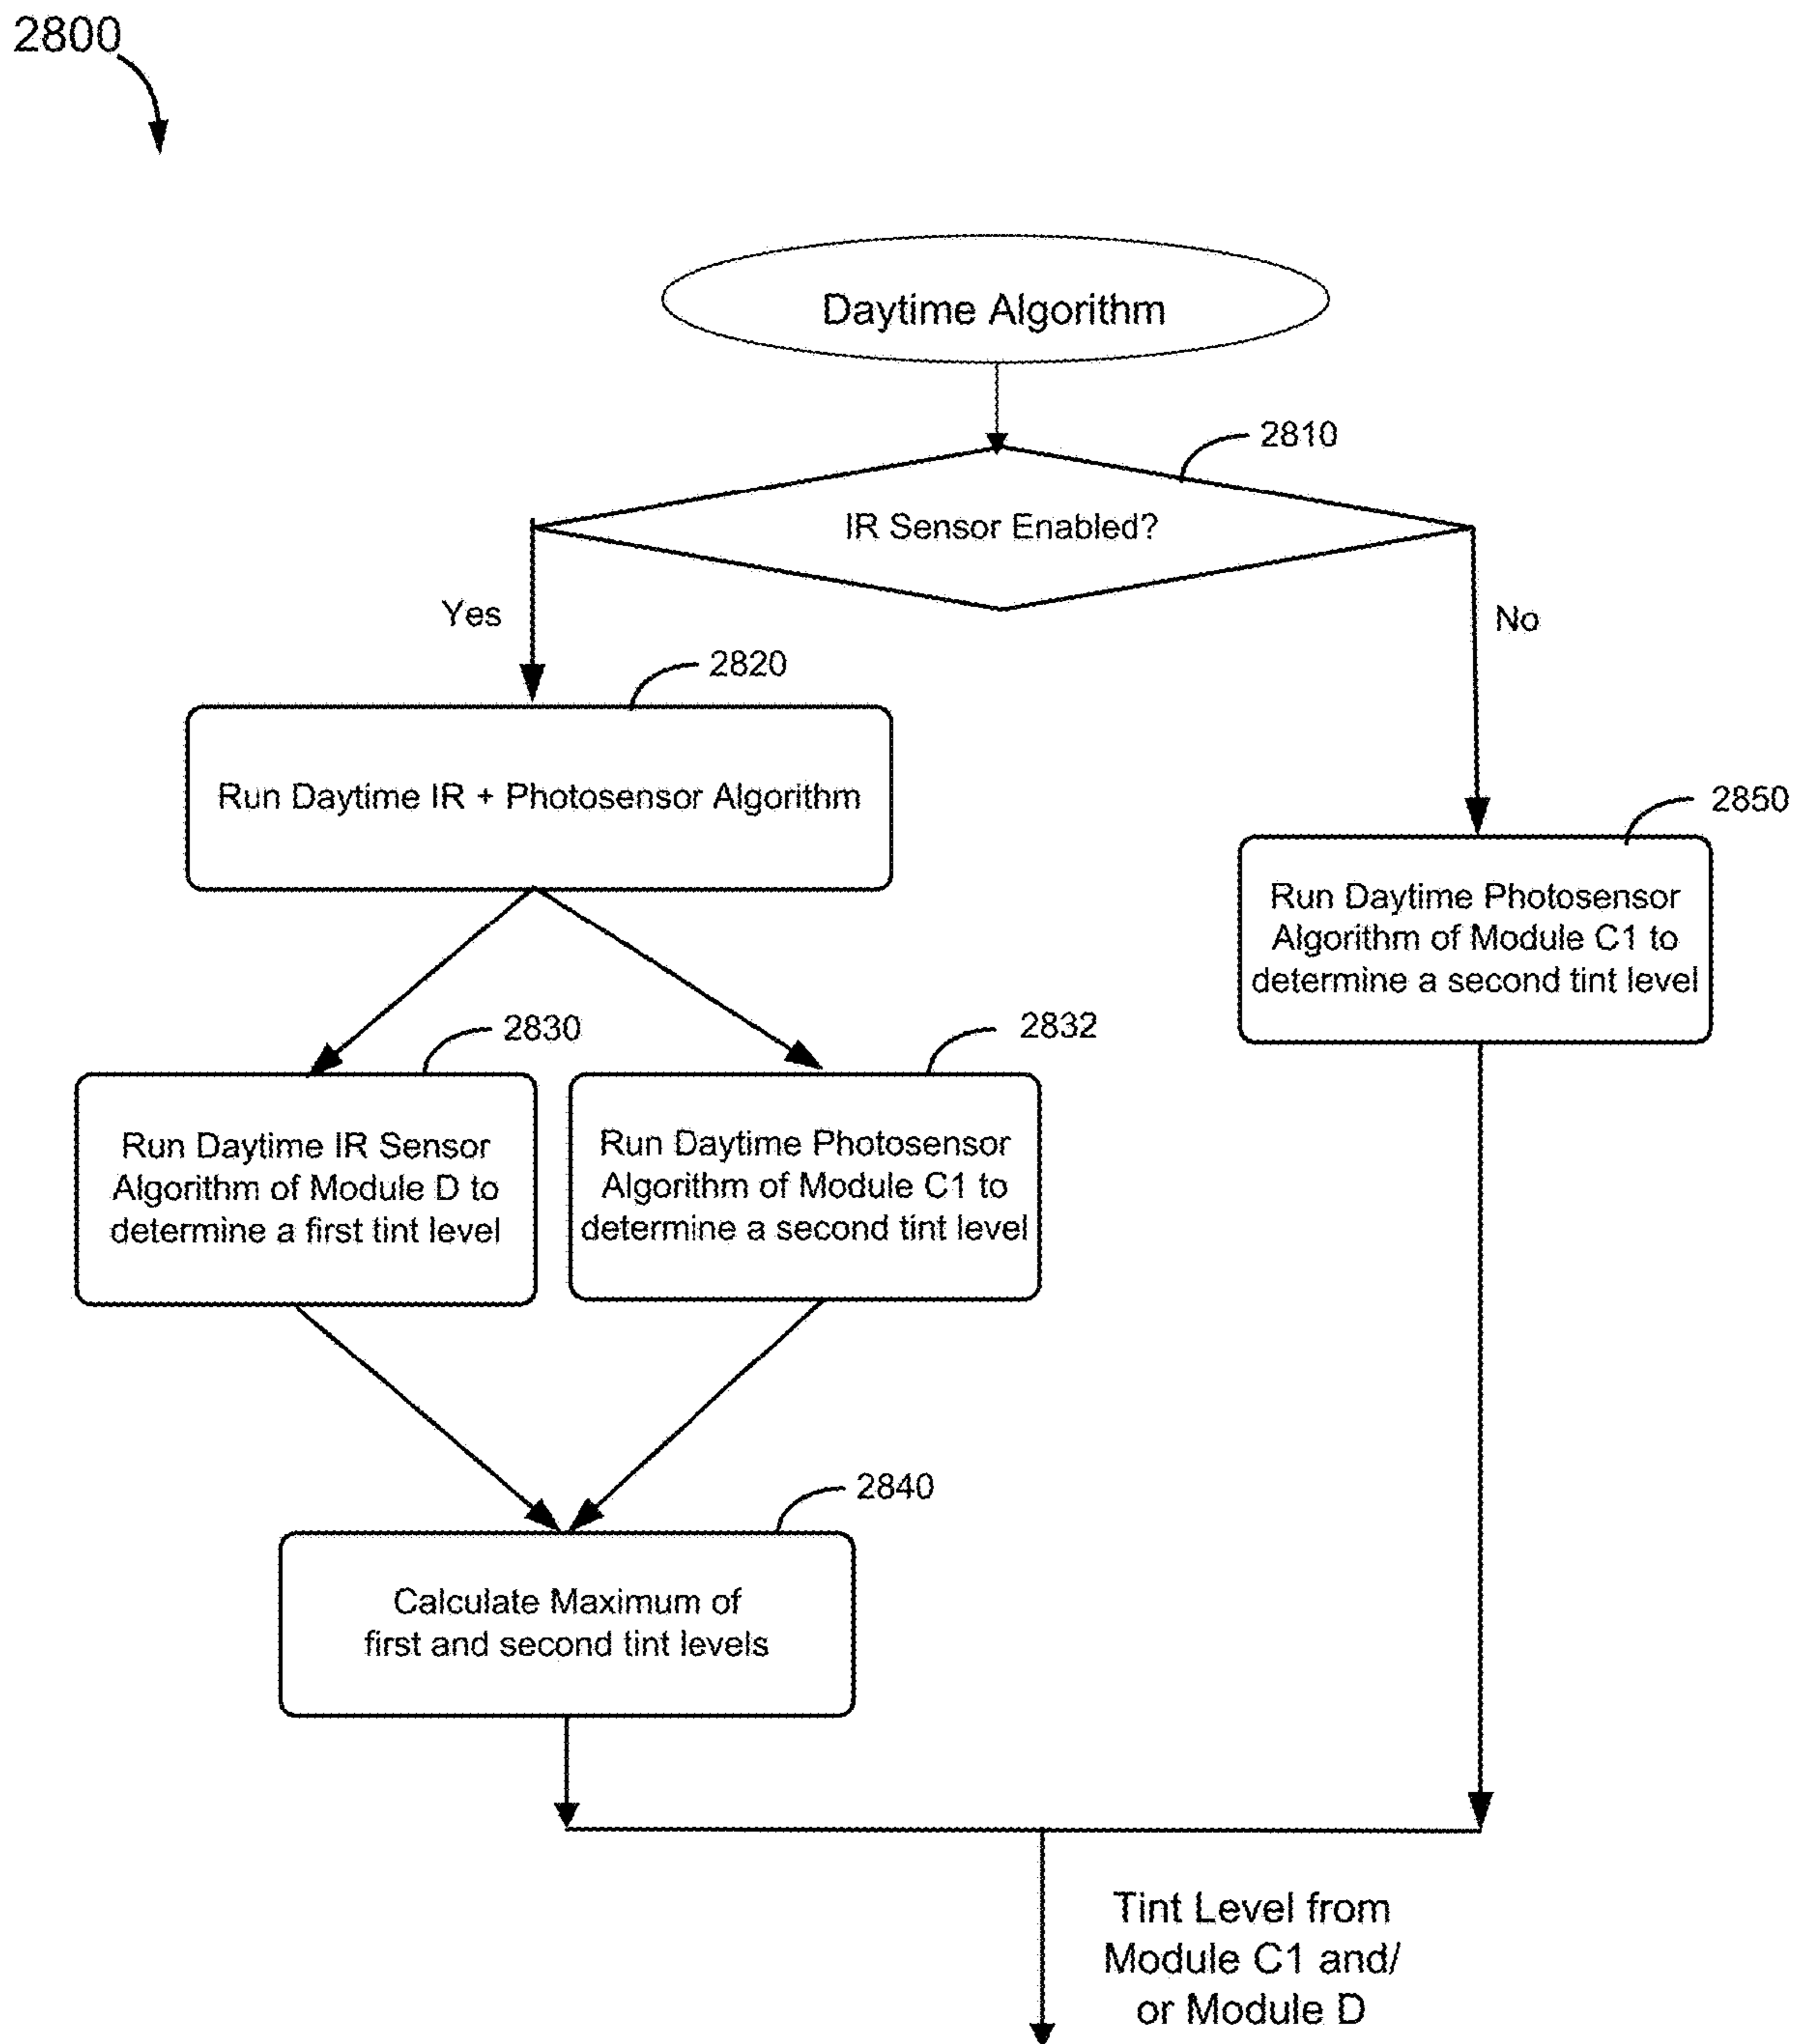 2800
Daytime Algorithm
2810
IR Sensor Enabled?
Yes
No
2820
Run Daytime IR + Photosensor Algorithm
2850
Run Daytime Photosensor
Algorithm of Module C1 to
determine a second tint level
2830
Run Daytime IR Sensor
Algorithm of Module D to
determine a first tint level
2832
Run Daytime Photosensor
Algorithm of Module C1 to
determine a second tint level
2840
Calculate Maximum of
first and second tint levels
Tint Level from
Module C1 and/
or Module D